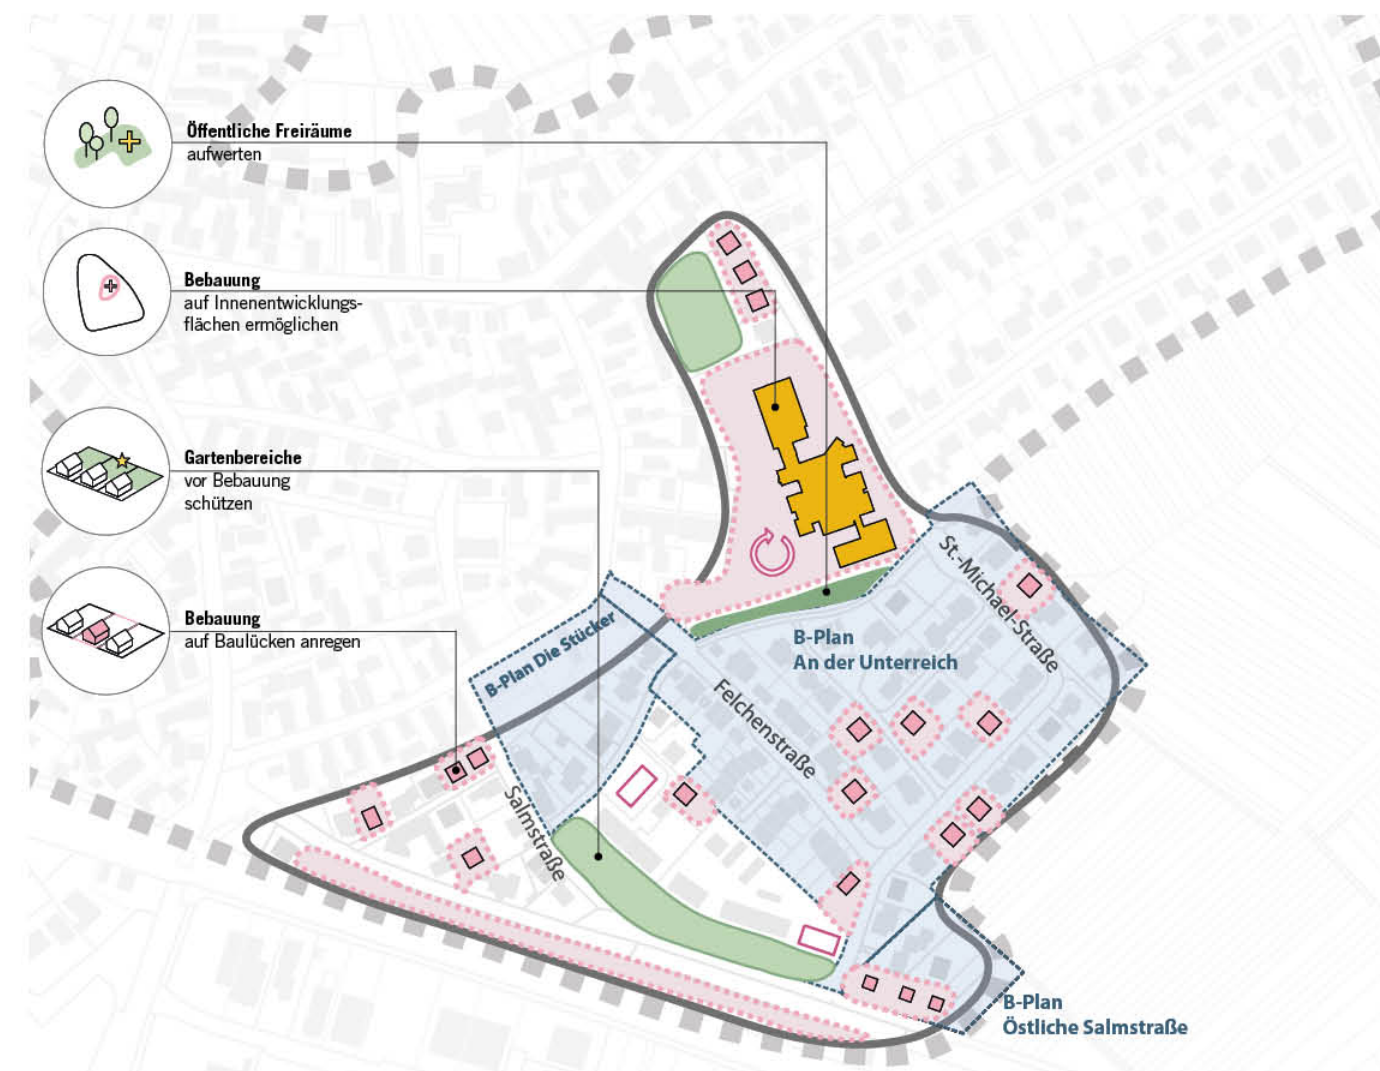 Öffentliche Freiräume
aufwerten
Bebauung
auf Innenentwicklungs-
flächen ermöglichen
Gartenbereiche
vor Bebauung
schützen
Bebauung
auf Baulücken anregen
St.-Michael-Straße
B-Plan
An der Unterreich
B-Plan Die Stücker
Felchenstraße
Salmstraße
B-Plan
Östliche Salmstraße